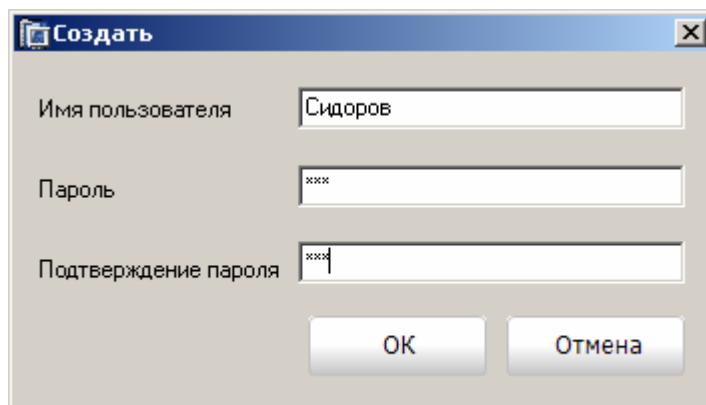 Создать
Имя пользователя Сидоров
Пароль ***
Подтверждение пароля ***
ОК Отмена